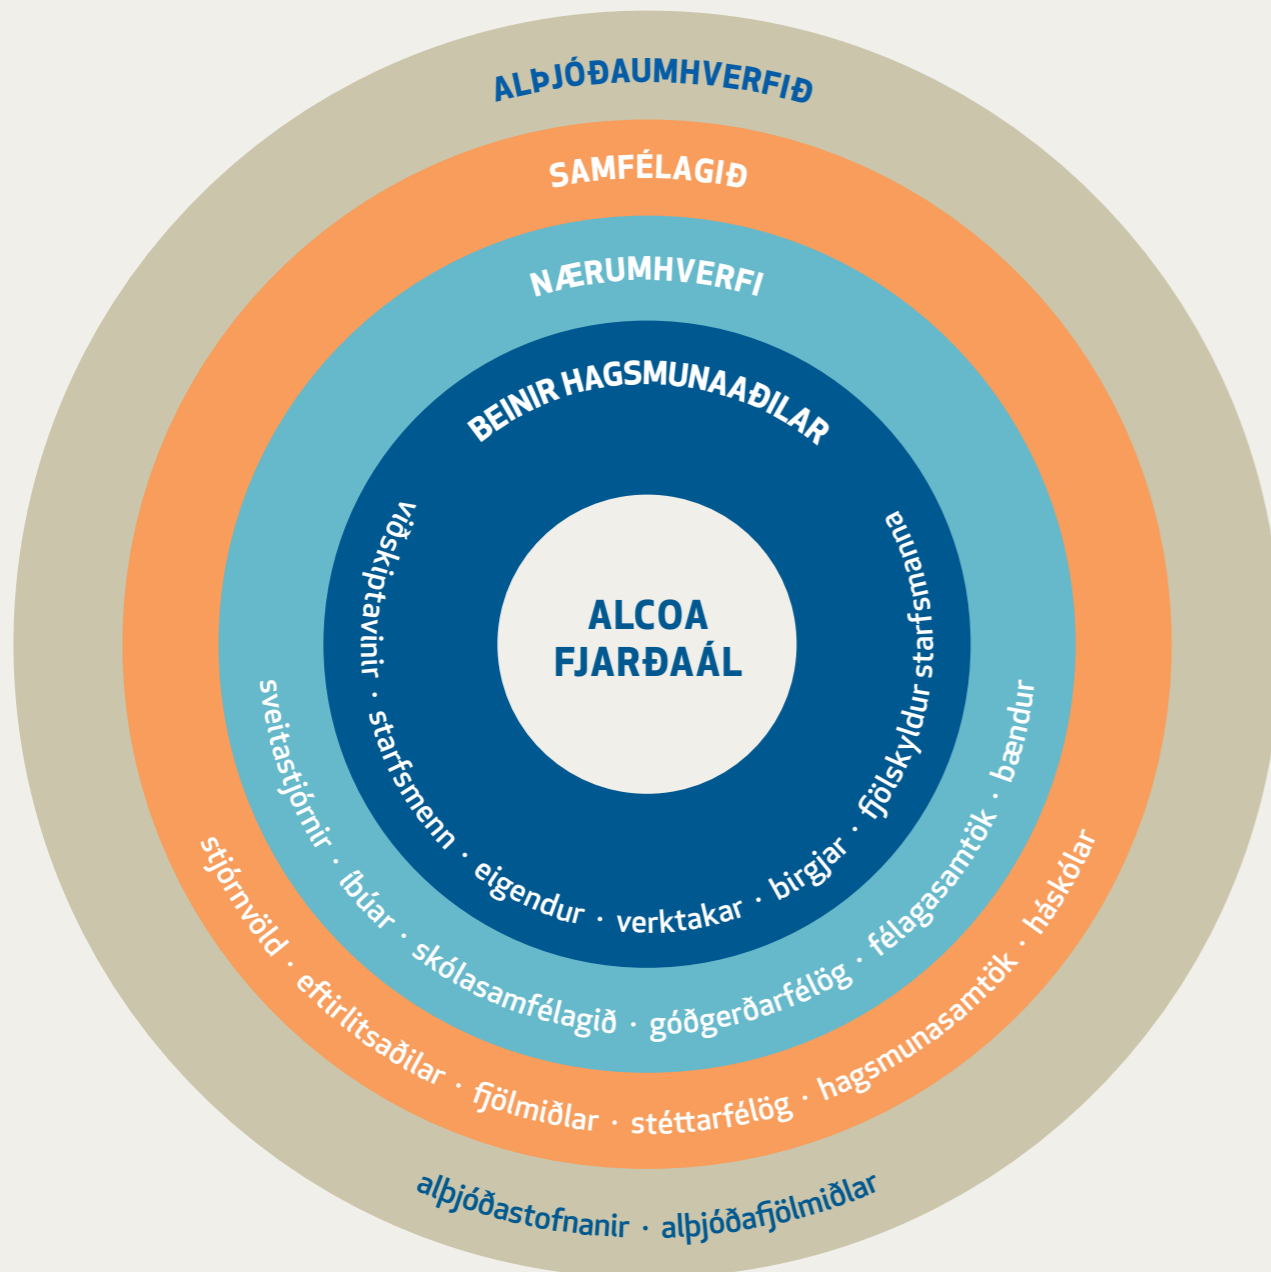 ALÞJÓÐAUMHVERFIÐ
SAMFÉLAGIÐ
NÆRUMHVERFI
BEINIR HAGSMUNAAÐILAR
ALCOA
FJARÐAÁL
viðskiptavinir · starfsmenn · eigendur · verktakar · birgjar · fjölskyldur starfsmanna
sveitastjórnir · íbúar · skólasamfélagið · góðgerðarfélög · félagasamtök · bændur
stjórnvöld · eftirlitsaðilar · fjölmiðlar · stéttarfélög · hagsmunasamtök · háskólar
alþjóðastofnanir · alþjóðafjölmiðlar